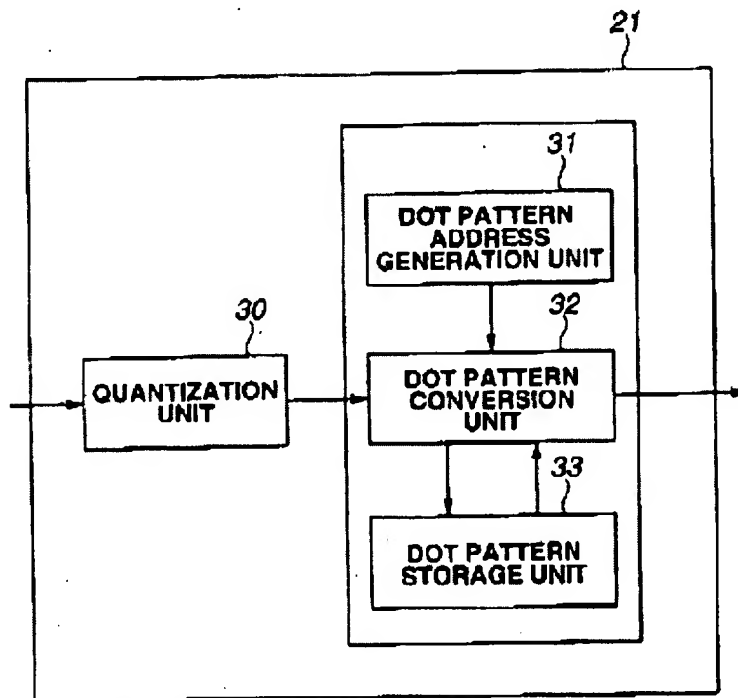 21
31
DOT PATTERN
ADDRESS
GENERATION UNIT
32
30
QUANTIZATION
UNIT
DOT PATTERN
CONVERSION
UNIT
33
DOT PATTERN
STORAGE UNIT